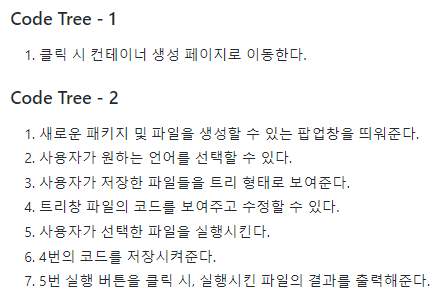 Code Tree - 1
1. 클릭 시 컨테이너 생성 페이지로 이동한다.
Code Tree - 2
1. 새로운 패키지 및 파일을 생성할 수 있는 팝업창을 띄워준다.
2. 사용자가 원하는 언어를 선택할 수 있다.
3. 사용자가 저장한 파일들을 트리 형태로 보여준다.
4. 트리창 파일의 코드를 보여주고 수정할 수 있다.
5. 사용자가 선택한 파일을 실행시킨다.
6. 4번의 코드를 저장시켜준다.
7. 5번 실행 버튼을 클릭 시, 실행시킨 파일의 결과를 출력해준다.